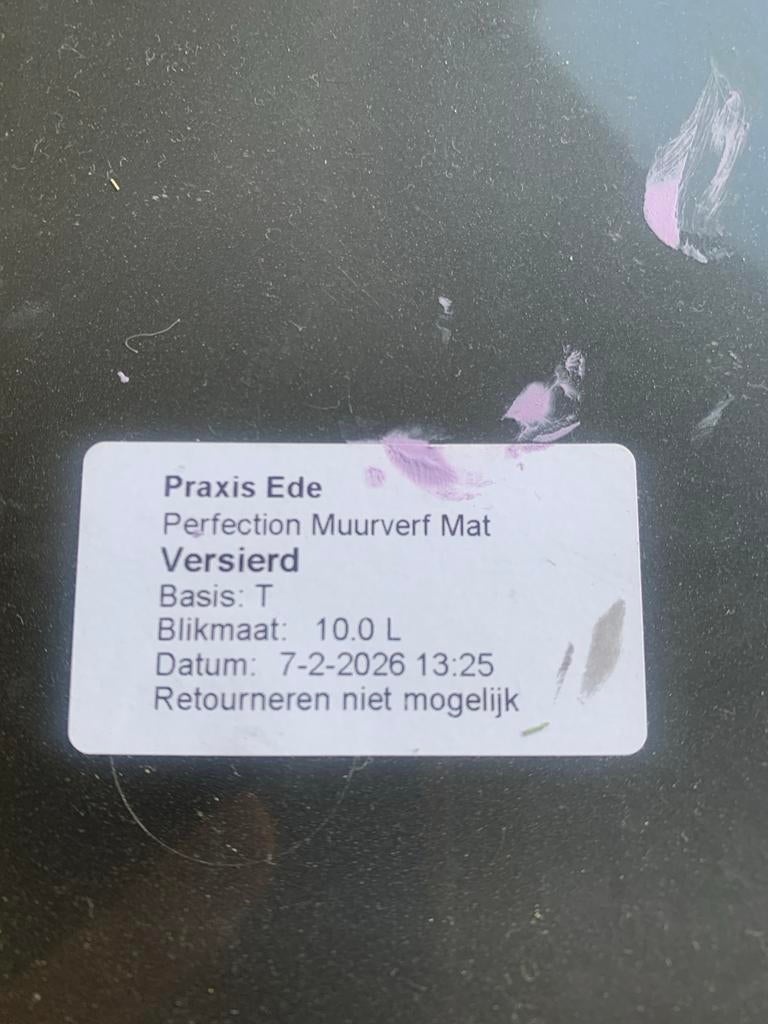 Praxis Ede
Perfection Muurverf Mat
Versierd
Basis: T
Blikmaat: 10.0 L
Datum: 7-2-2026 13:25
Retourneren niet mogelijk